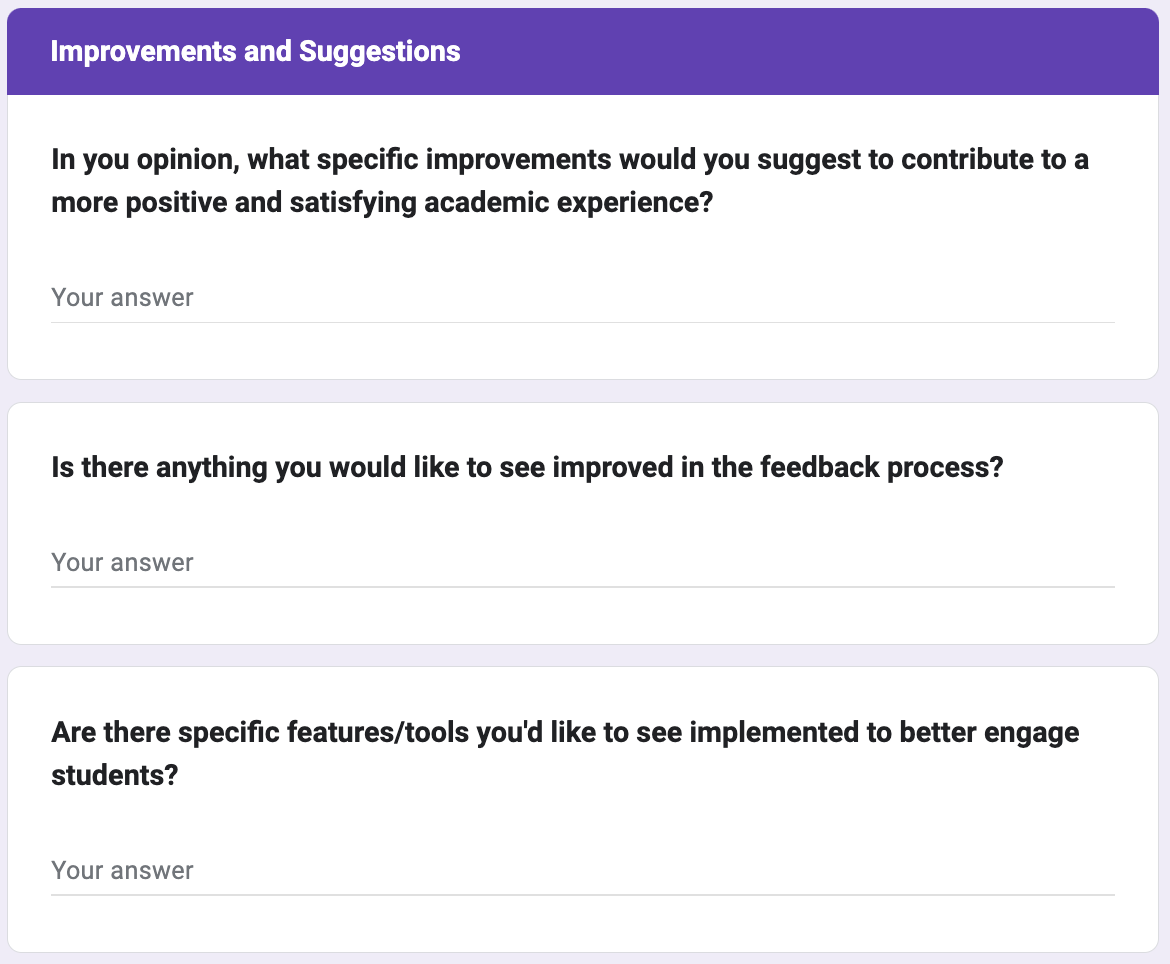 Improvements and Suggestions
In you opinion, what specific improvements would you suggest to contribute to a
more positive and satisfying academic experience?
Your answer
Is there anything you would like to see improved in the feedback process?
Your answer
Are there specific features/tools you'd like to see implemented to better engage
students?
Your answer